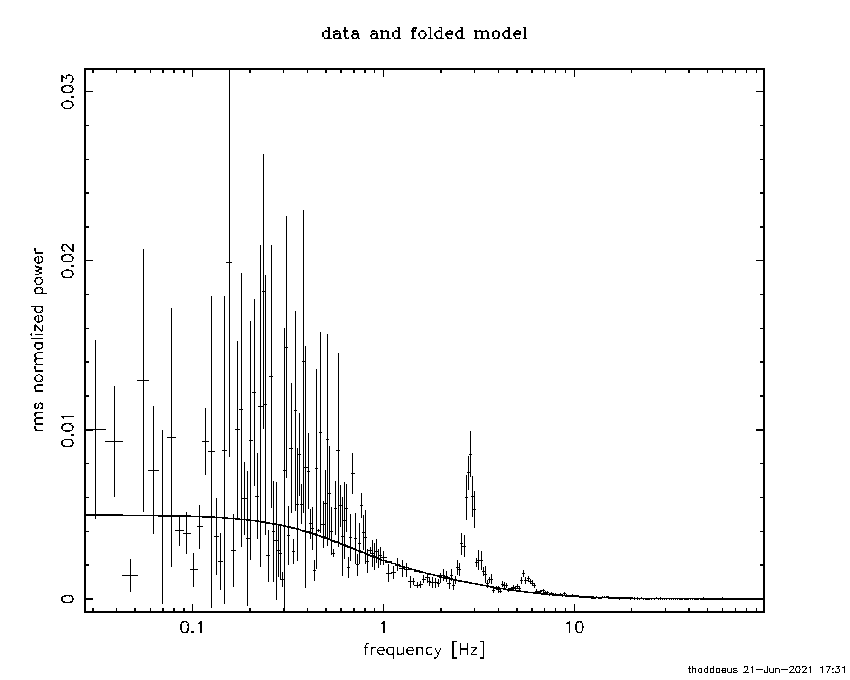 data and folded model
0.03
0.02
0.01
0
rms normalized power
0.1 1 10
frequency [Hz]
thaddaeus 21-Jun-2021 17:31